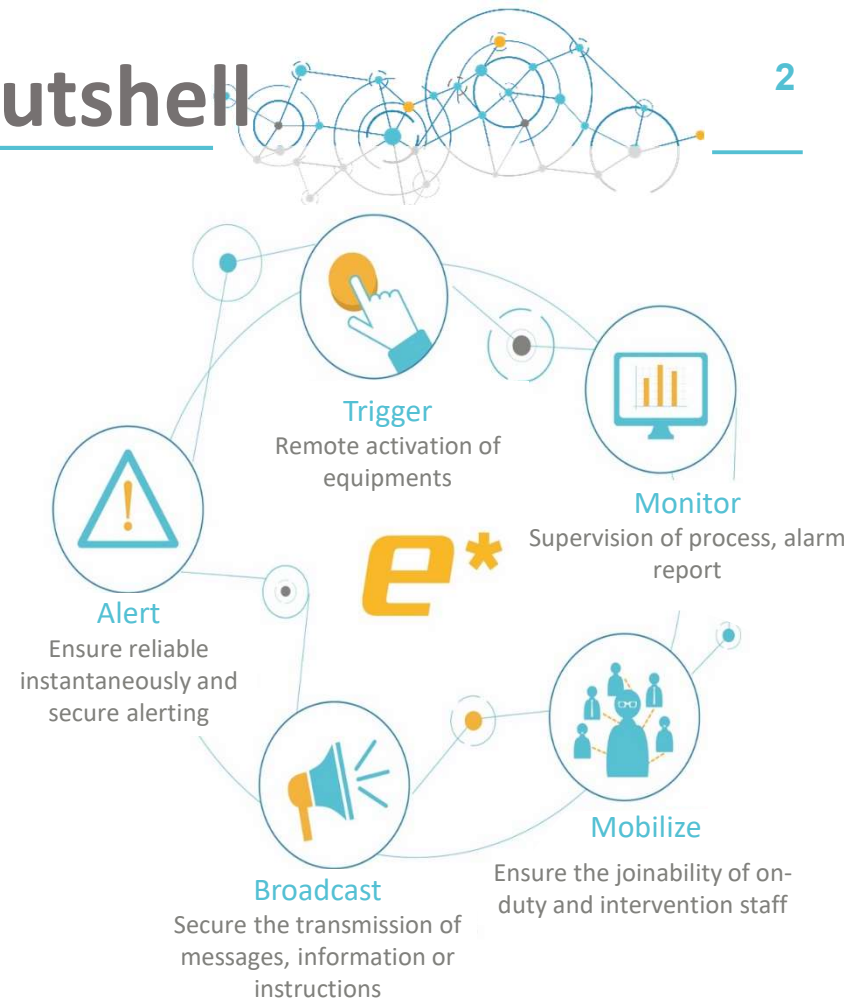 utshell
2
Trigger
Remote activation of
equipments
Monitor
Supervision of process, alarm
report
e*
Alert
Ensure reliable
instantaneously and
secure alerting
Mobilize
Ensure the joinability of on-
duty and intervention staff
Broadcast
Secure the transmission of
messages, information or
instructions